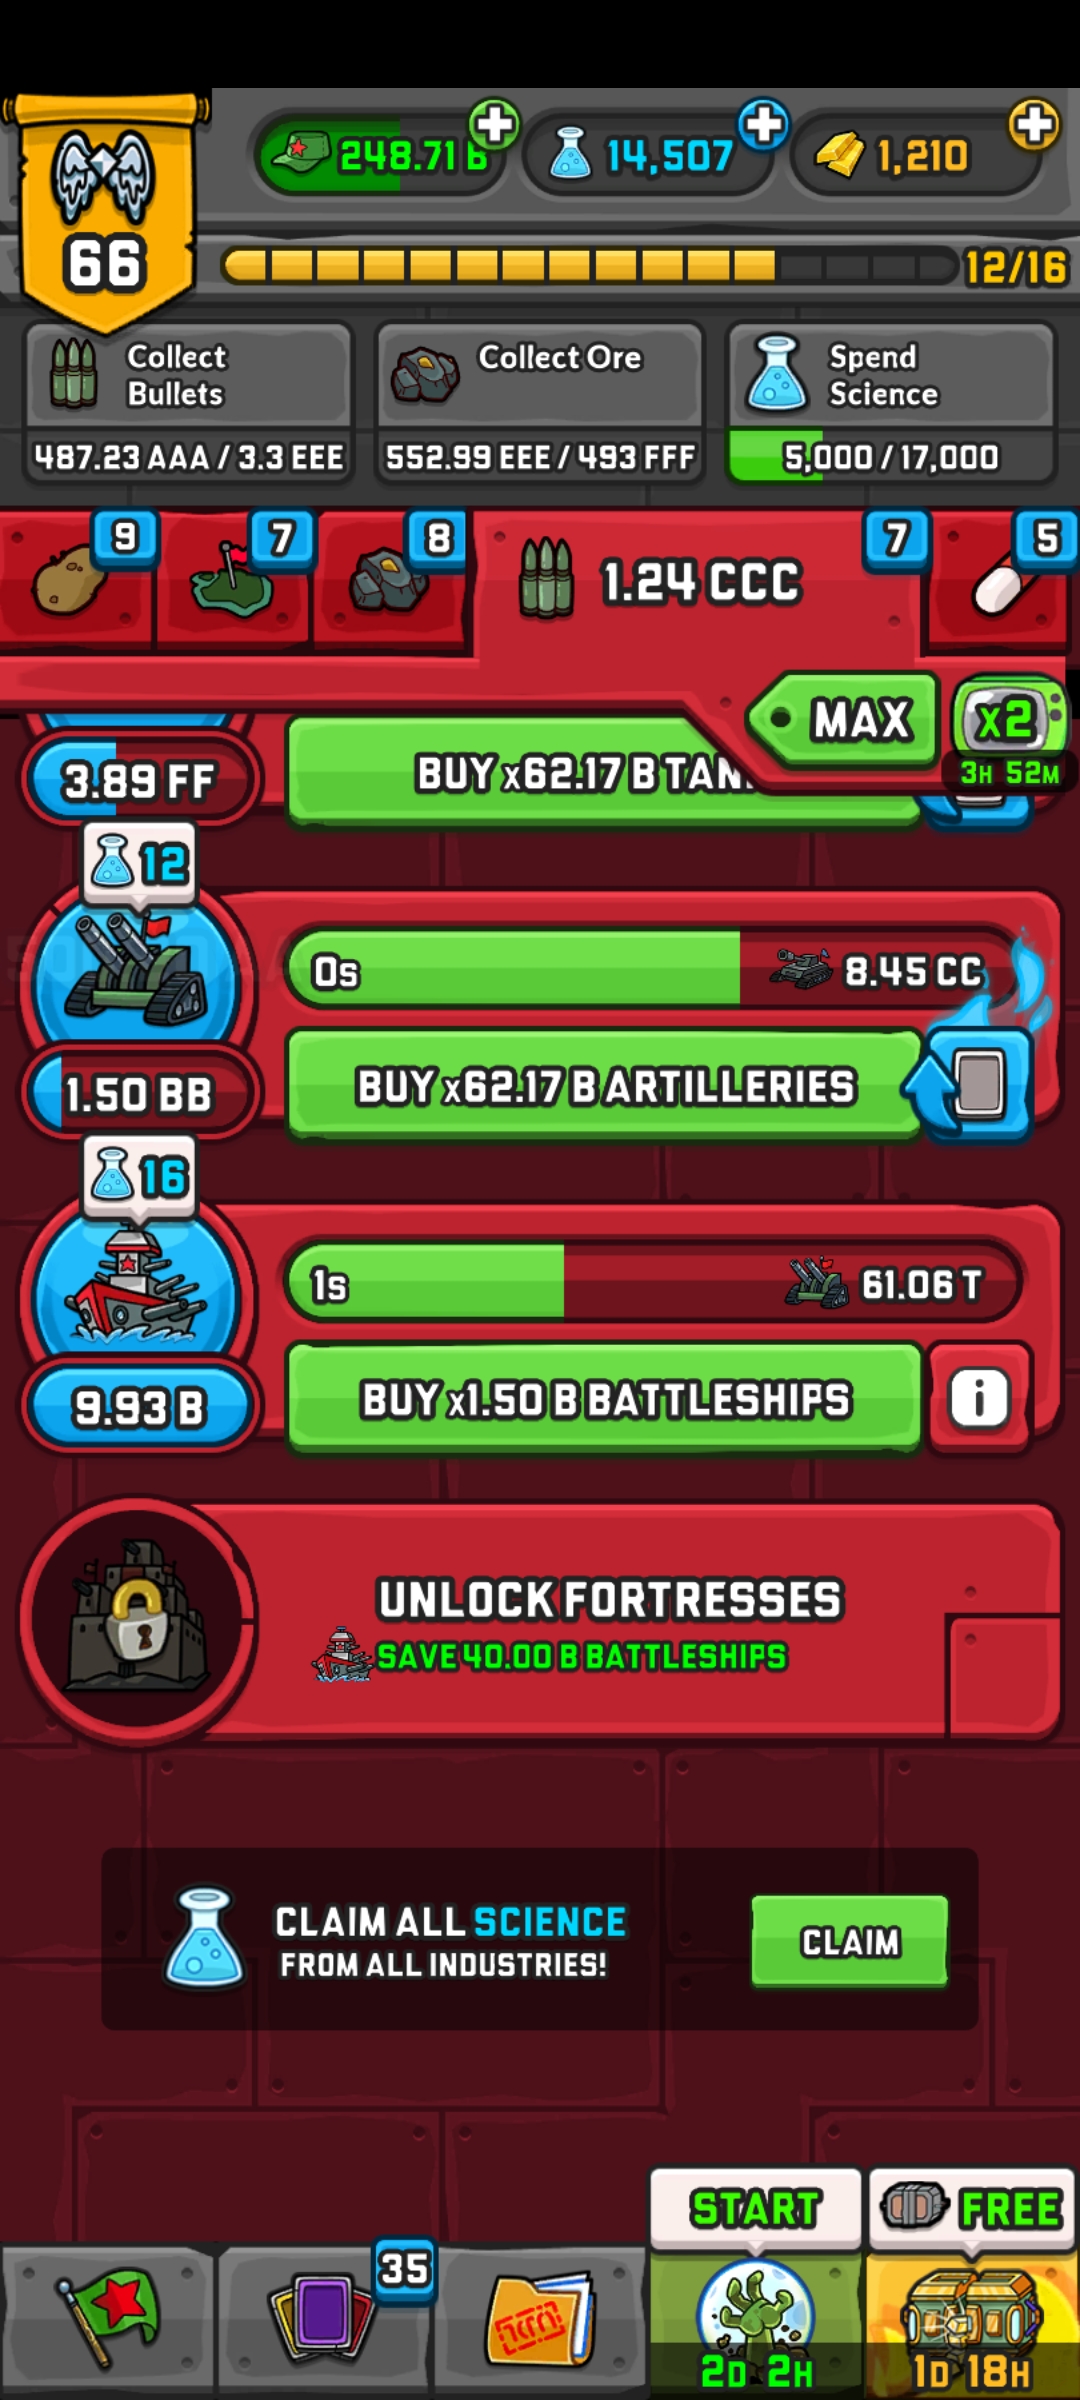 248.71 B
14,507
1,210
66
12/16
Collect
Bullets
Collect Ore
Spend
Science
487.23 AAA / 3.3 EEE
552.99 EEE / 493 FFF
5,000 / 17,000
9
7
8
1.24 CCC
7
5
MAX
x2
3H 52M
3.89 FF
BUY x62.17 B TAN
12
0s
8.45 CC
1.50 BB
BUY x62.17 B ARTILLERIES
16
1s
61.06 T
9.93 B
BUY x1.50 B BATTLESHIPS
i
UNLOCK FORTRESSES
SAVE 40.00 B BATTLESHIPS
CLAIM ALL SCIENCE
FROM ALL INDUSTRIES!
CLAIM
START
FREE
35
2D 2H
1D 18H